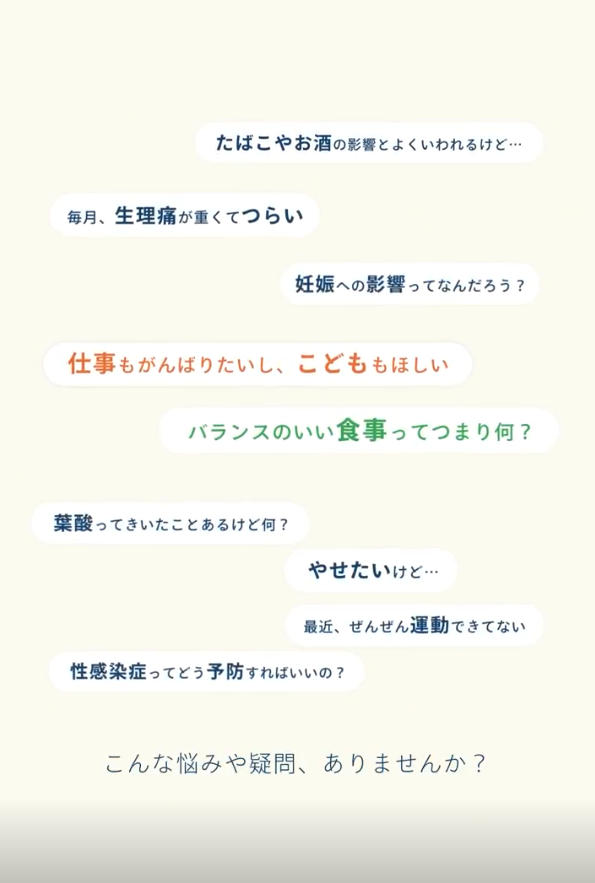 たばこやお酒の影響とよくいわれるけど…
毎月、生理痛が重くてつらい
妊娠への影響ってなんだろう？
仕事もがんばりたいし、こどももほしい
バランスのいい食事ってつまり何？
葉酸ってきいたことあるけど何？
やせたいけど…
最近、ぜんぜん運動できてない
性感染症ってどう予防すればいいの？
こんな悩みや疑問、ありませんか？